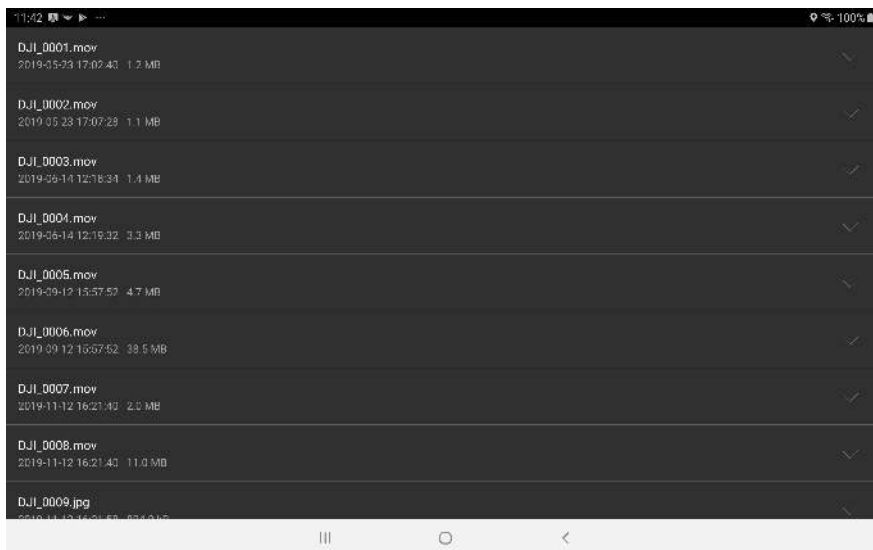 11:42 100%
DJI_0001.mov
2019-05-23 17:02:40 1.2 MB
DJI_0002.mov
2019-05-23 17:07:28 1.1 MB
DJI_0003.mov
2019-06-14 12:18:34 1.4 MB
DJI_0004.mov
2019-06-14 12:19:32 3.3 MB
DJI_0005.mov
2019-09-12 15:57:52 4.7 MB
DJI_0006.mov
2019-09-12 15:57:52 38.5 MB
DJI_0007.mov
2019-11-12 16:21:40 2.0 MB
DJI_0008.mov
2019-11-12 16:21:40 11.0 MB
DJI_0009.jpg